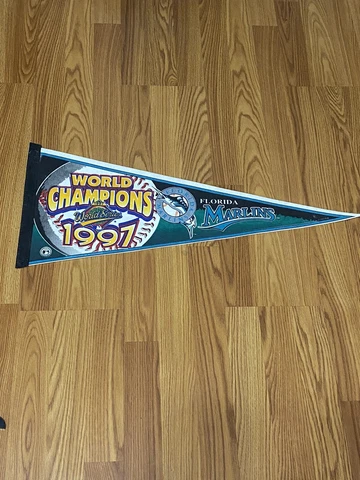 WORLD
CHAMPIONS
World Series
1997
FLORIDA
MARLINS